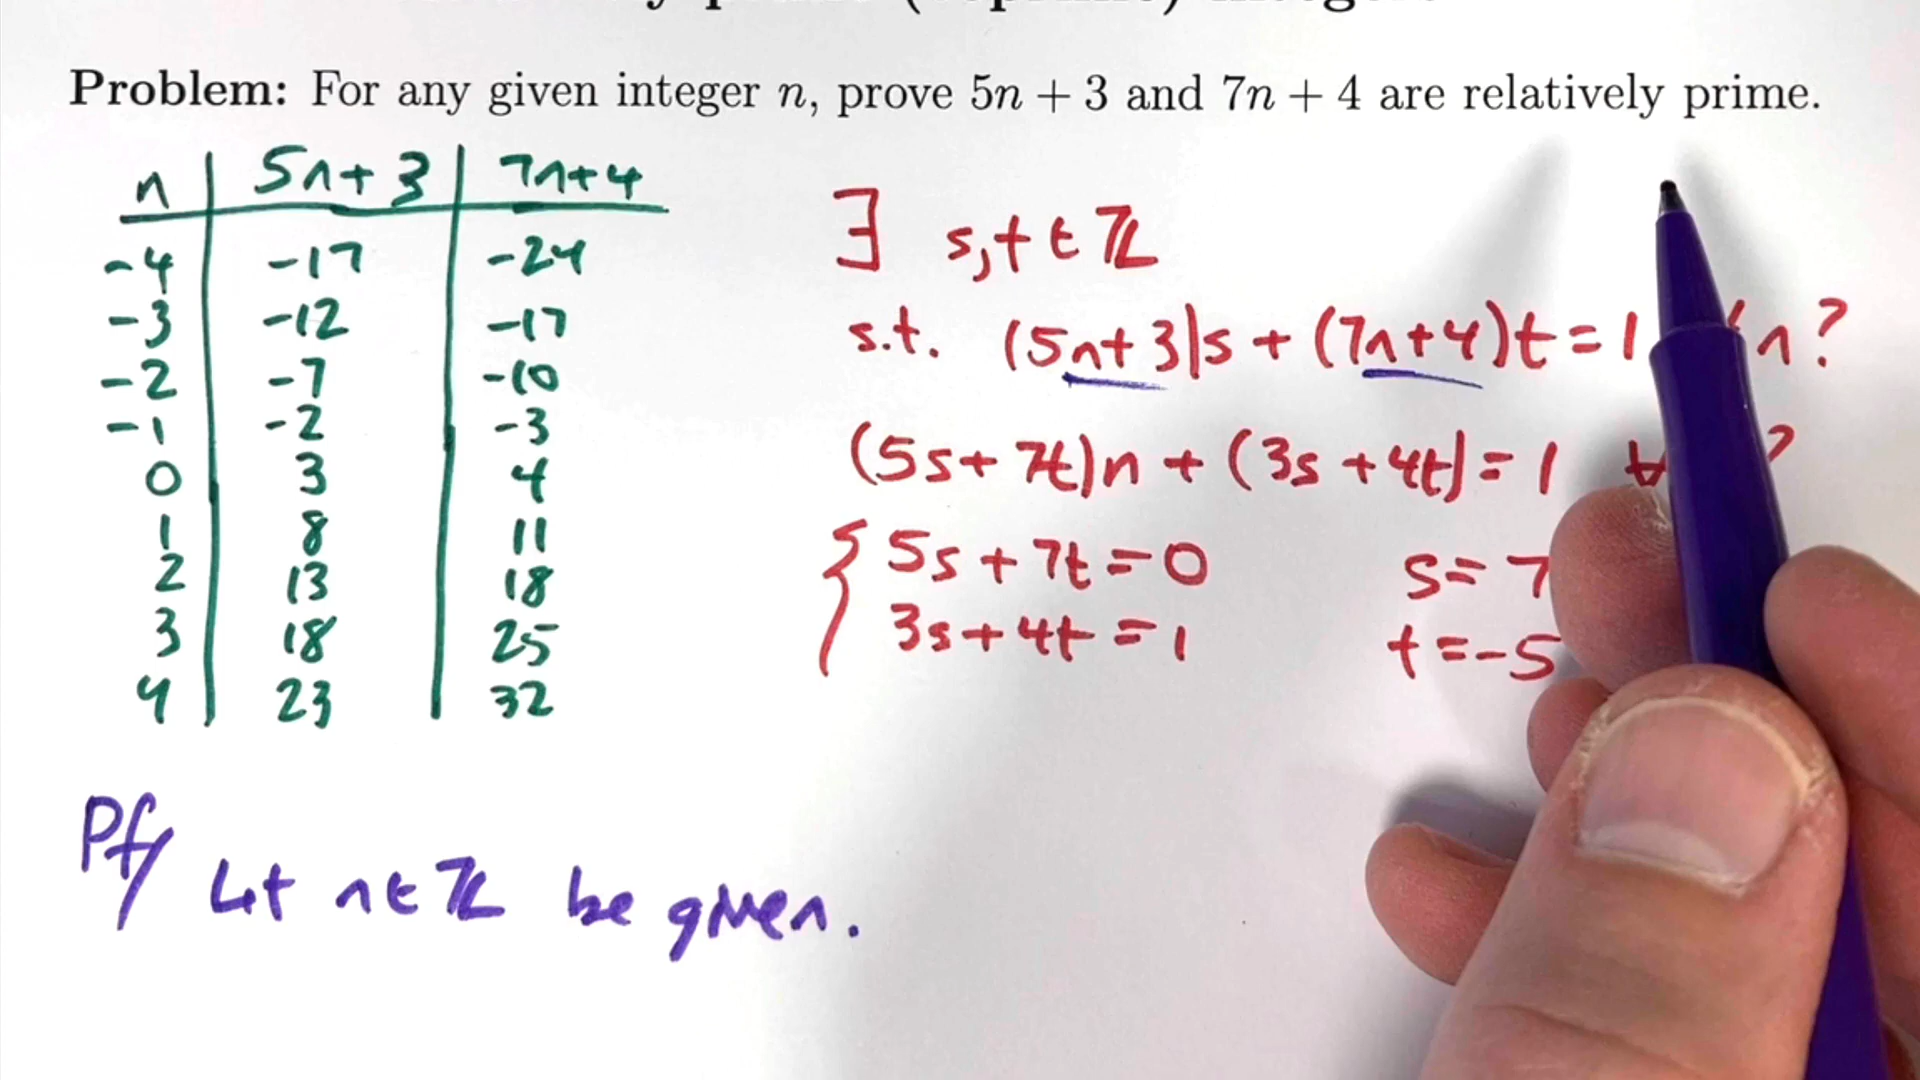 Problem: For any given integer n, prove 5n + 3 and 7n + 4 are relatively prime.
n 5n+3 7n+4
-4 -17 -24
-3 -12 -17
-2 -7 -10
-1 -2 -3
0 3 4
1 8 11
2 13 18
3 18 25
4 23 32
∃ s,t ∈ ℤ
s.t. (5n+3)s + (7n+4)t = 1 n?
(5s+7t)n + (3s+4t) = 1 ∀ ?
{ 5s+7t=0 s=7
3s+4t=1 t=-5
Pf/ Let n∈ℤ be given.